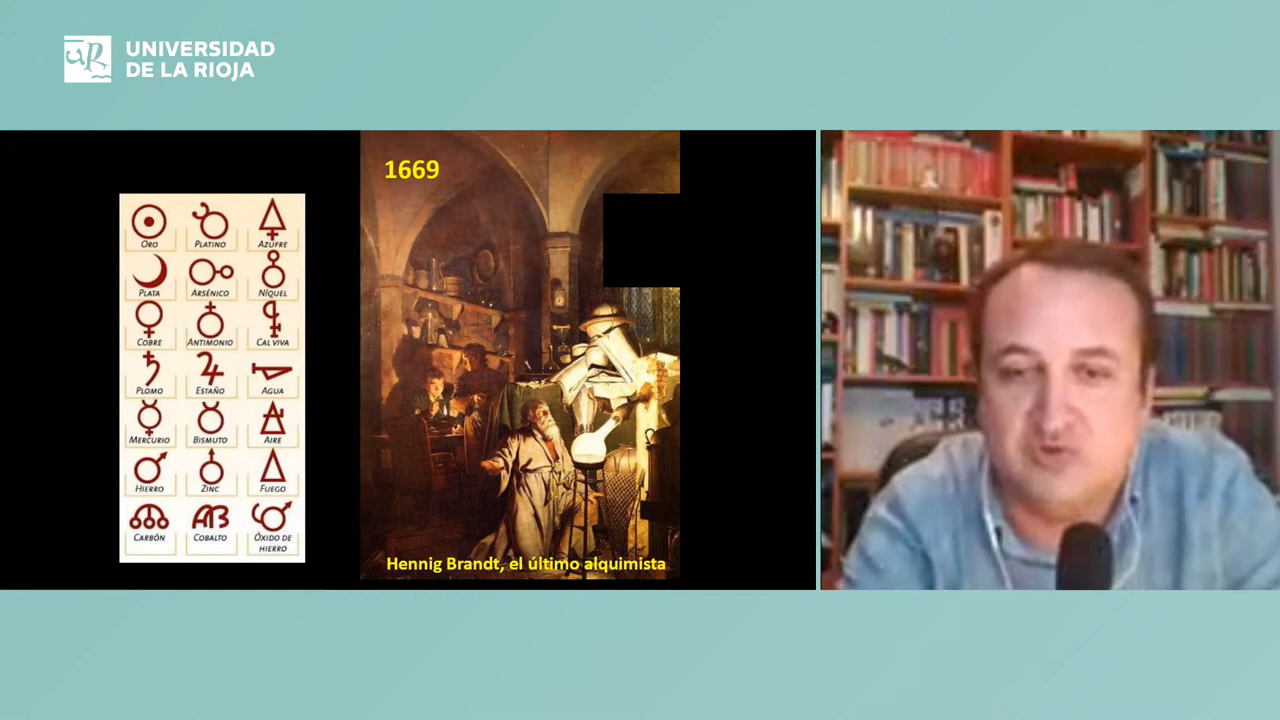 UNIVERSIDAD
DE LA RIOJA
1669
ORO PLATINO AZUFRE
PLATA ARSÉNICO NÍQUEL
COBRE ANTIMONIO CAL VIVA
PLOMO ESTAÑO AGUA
MERCURIO BISMUTO AIRE
HIERRO ZINC FUEGO
CARBÓN COBALTO ÓXIDO DE
HIERRO
Hennig Brandt, el último alquimista